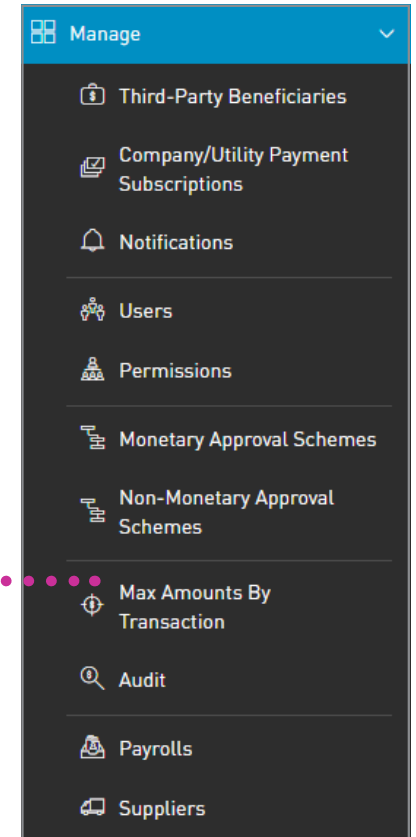 Manage
Third-Party Beneficiaries
Company/Utility Payment
Subscriptions
Notifications
Users
Permissions
Monetary Approval Schemes
Non-Monetary Approval
Schemes
Max Amounts By
Transaction
Audit
Payrolls
Suppliers